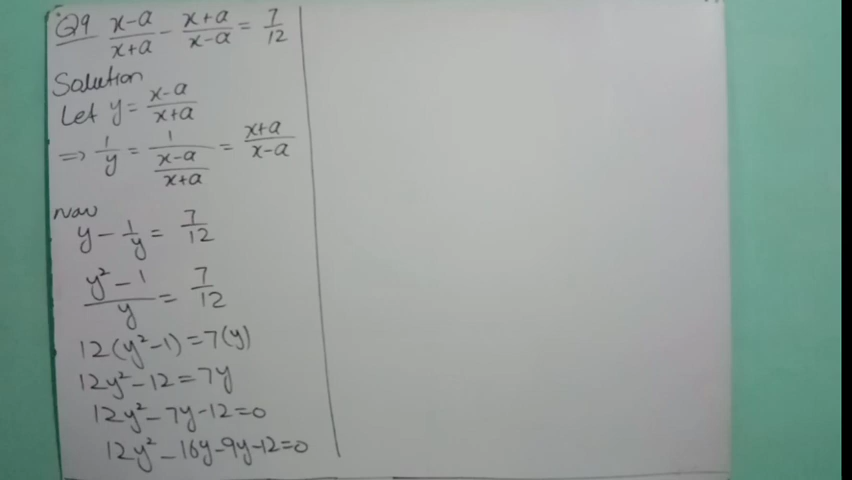 Q9 (x-a)/(x+a) - (x+a)/(x-a) = 7/12
Solution
Let y = (x-a)/(x+a)
⇒ 1/y = 1/((x-a)/(x+a)) = (x+a)/(x-a)
now
y - 1/y = 7/12
(y² - 1)/y = 7/12
12(y²-1) = 7(y)
12y² - 12 = 7y
12y² - 7y - 12 = 0
12y² - 16y - 9y - 12 = 0